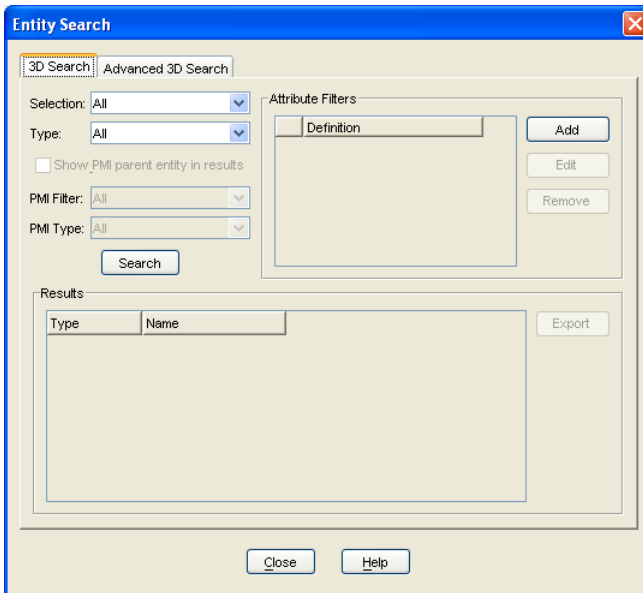 Entity Search
3D Search Advanced 3D Search
Selection: All
Type: All
Show PMI parent entity in results
PMI Filter: All
PMI Type: All
Search
Attribute Filters
Definition
Add
Edit
Remove
Results
Type Name
Export
Close Help